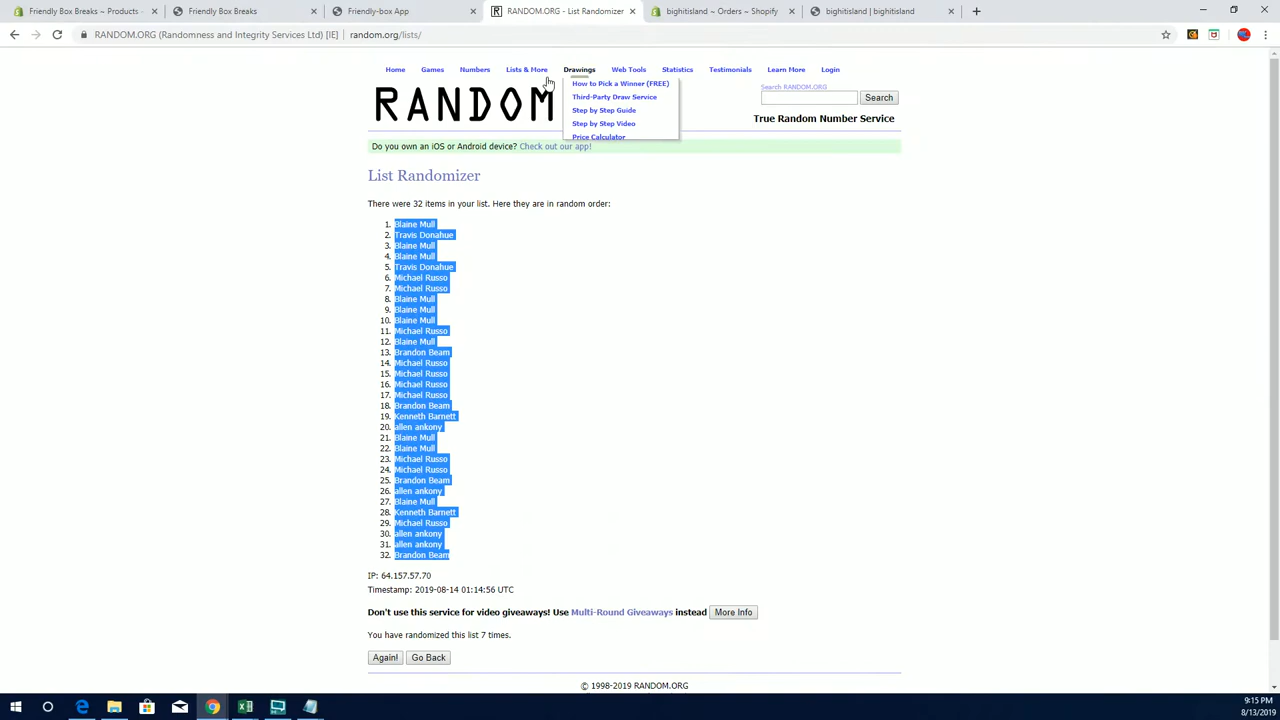 Friendly Box Breaks ~ Products ~
Friendly Box Breaks
Friendly Box App
RANDOM.ORG - List Randomizer
bighitisland ~ Orders ~ Shopify
bighitisland | bighitisland
RANDOM.ORG (Randomness and Integrity Services Ltd) [IE] | random.org/lists/
Home Games Numbers Lists & More Drawings Web Tools Statistics Testimonials Learn More Login
How to Pick a Winner (FREE)
Third-Party Draw Service
Step by Step Guide
Step by Step Video
Price Calculator
RANDOM
Search RANDOM.ORG
Search
True Random Number Service
Do you own an iOS or Android device? Check out our app!
List Randomizer
There were 32 items in your list. Here they are in random order:
1. Blaine Mull
2. Travis Donahue
3. Blaine Mull
4. Blaine Mull
5. Travis Donahue
6. Michael Russo
7. Michael Russo
8. Blaine Mull
9. Blaine Mull
10. Blaine Mull
11. Michael Russo
12. Blaine Mull
13. Brandon Beam
14. Michael Russo
15. Michael Russo
16. Michael Russo
17. Michael Russo
18. Brandon Beam
19. Kenneth Barnett
20. allen ankony
21. Blaine Mull
22. Blaine Mull
23. Michael Russo
24. Michael Russo
25. Brandon Beam
26. allen ankony
27. Blaine Mull
28. Kenneth Barnett
29. Michael Russo
30. allen ankony
31. allen ankony
32. Brandon Beam
IP: 64.157.57.70
Timestamp: 2019-08-14 01:14:56 UTC
Don't use this service for video giveaways! Use Multi-Round Giveaways instead More Info
You have randomized this list 7 times.
Again! Go Back
© 1998-2019 RANDOM.ORG
9:15 PM
8/13/2019